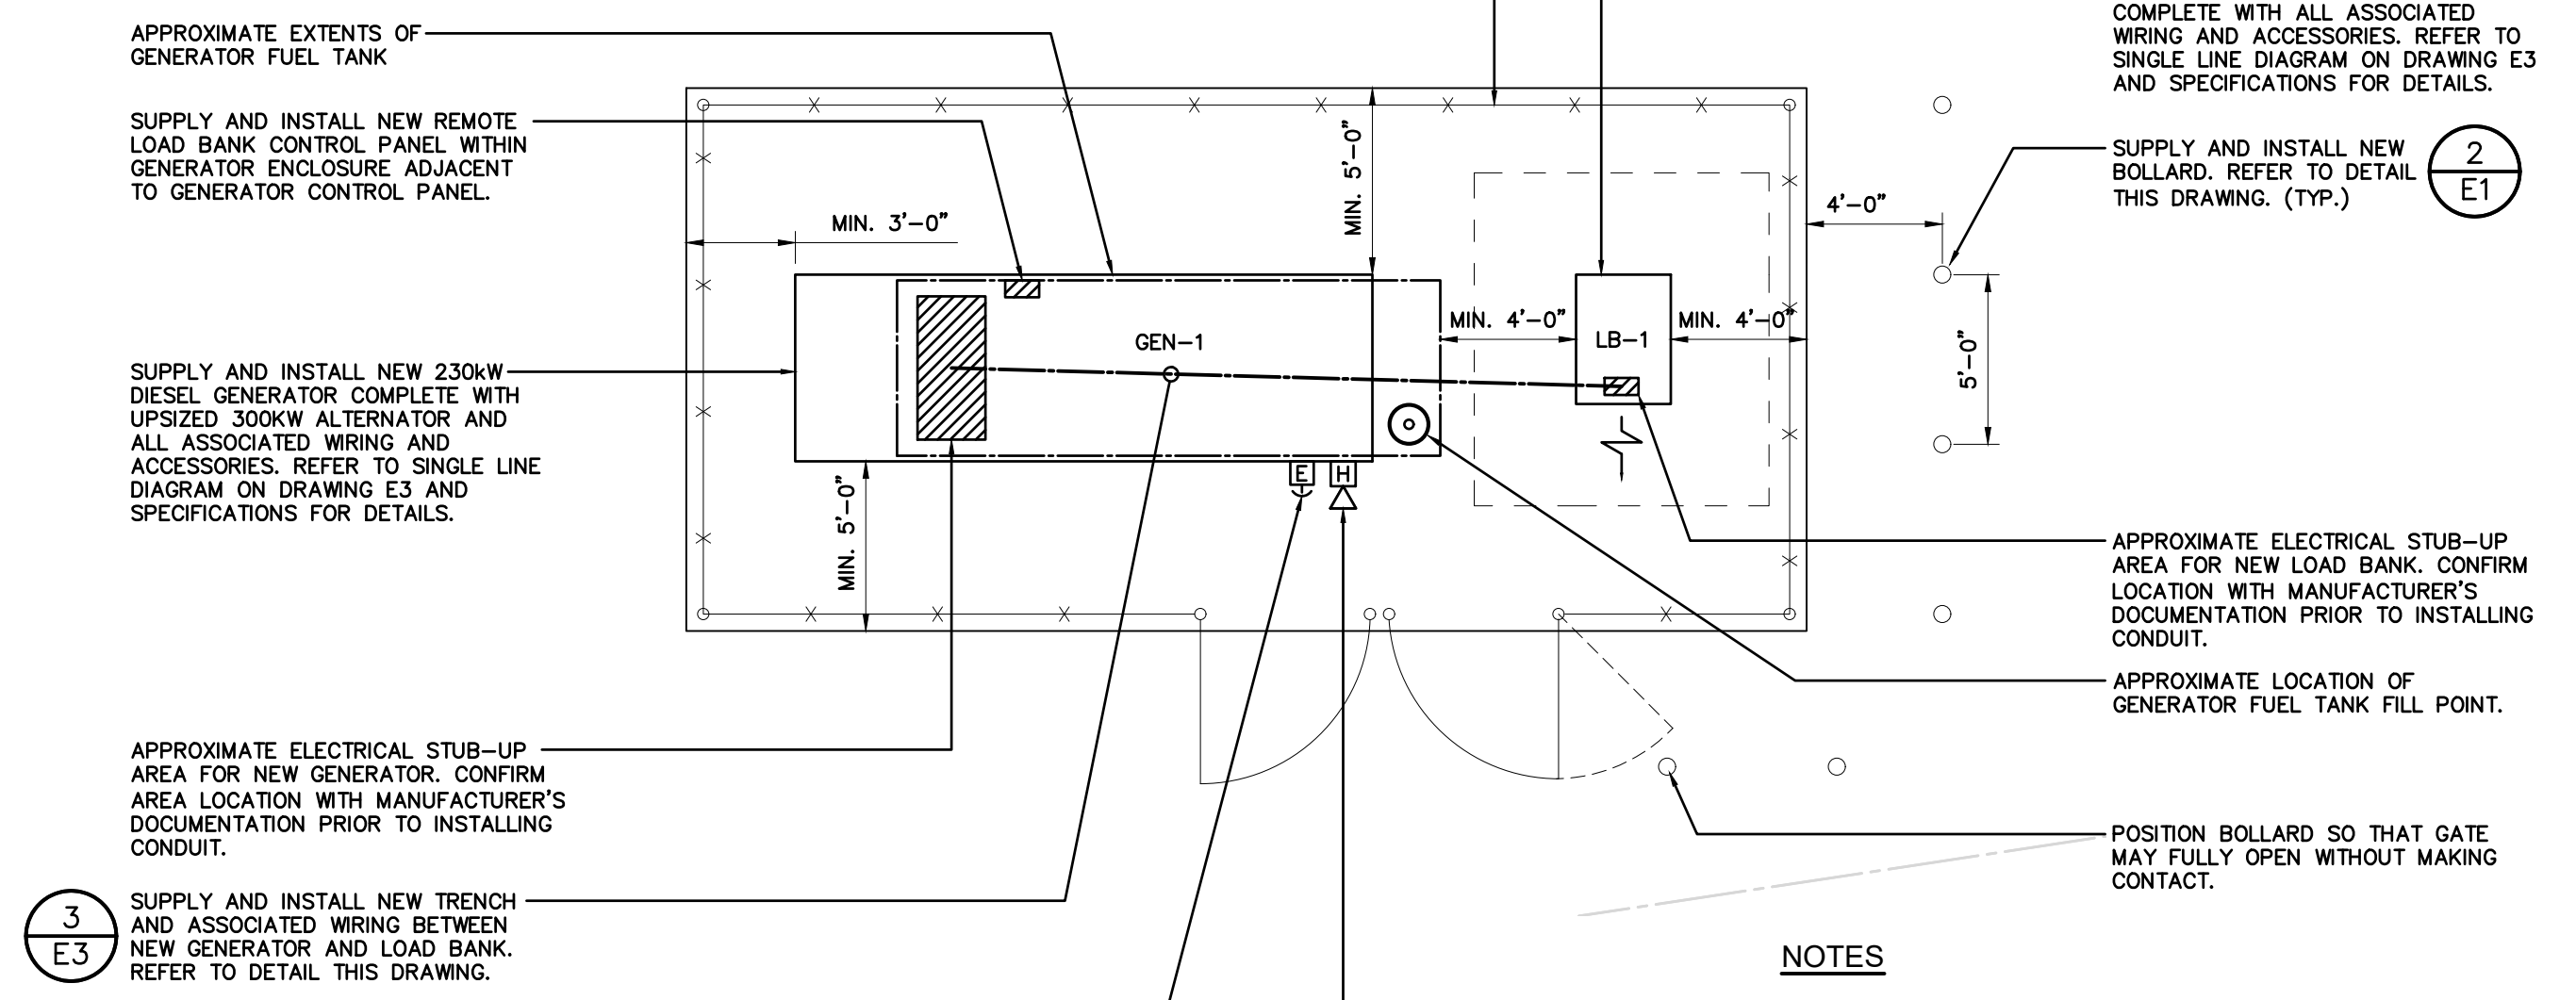 APPROXIMATE EXTENTS OF
GENERATOR FUEL TANK
SUPPLY AND INSTALL NEW REMOTE
LOAD BANK CONTROL PANEL WITHIN
GENERATOR ENCLOSURE ADJACENT
TO GENERATOR CONTROL PANEL.
SUPPLY AND INSTALL NEW 230kW
DIESEL GENERATOR COMPLETE WITH
UPSIZED 300KW ALTERNATOR AND
ALL ASSOCIATED WIRING AND
ACCESSORIES. REFER TO SINGLE LINE
DIAGRAM ON DRAWING E3 AND
SPECIFICATIONS FOR DETAILS.
APPROXIMATE ELECTRICAL STUB-UP
AREA FOR NEW GENERATOR. CONFIRM
AREA LOCATION WITH MANUFACTURER'S
DOCUMENTATION PRIOR TO INSTALLING
CONDUIT.
3
E3
SUPPLY AND INSTALL NEW TRENCH
AND ASSOCIATED WIRING BETWEEN
NEW GENERATOR AND LOAD BANK.
REFER TO DETAIL THIS DRAWING.
MIN. 3'-0"
MIN. 5'-0"
MIN. 5'-0"
GEN-1
MIN. 4'-0"
LB-1
MIN. 4'-0"
E
H
4'-0"
5'-0"
COMPLETE WITH ALL ASSOCIATED
WIRING AND ACCESSORIES. REFER TO
SINGLE LINE DIAGRAM ON DRAWING E3
AND SPECIFICATIONS FOR DETAILS.
SUPPLY AND INSTALL NEW
BOLLARD. REFER TO DETAIL
THIS DRAWING. (TYP.)
2
E1
APPROXIMATE ELECTRICAL STUB-UP
AREA FOR NEW LOAD BANK. CONFIRM
LOCATION WITH MANUFACTURER'S
DOCUMENTATION PRIOR TO INSTALLING
CONDUIT.
APPROXIMATE LOCATION OF
GENERATOR FUEL TANK FILL POINT.
POSITION BOLLARD SO THAT GATE
MAY FULLY OPEN WITHOUT MAKING
CONTACT.
NOTES